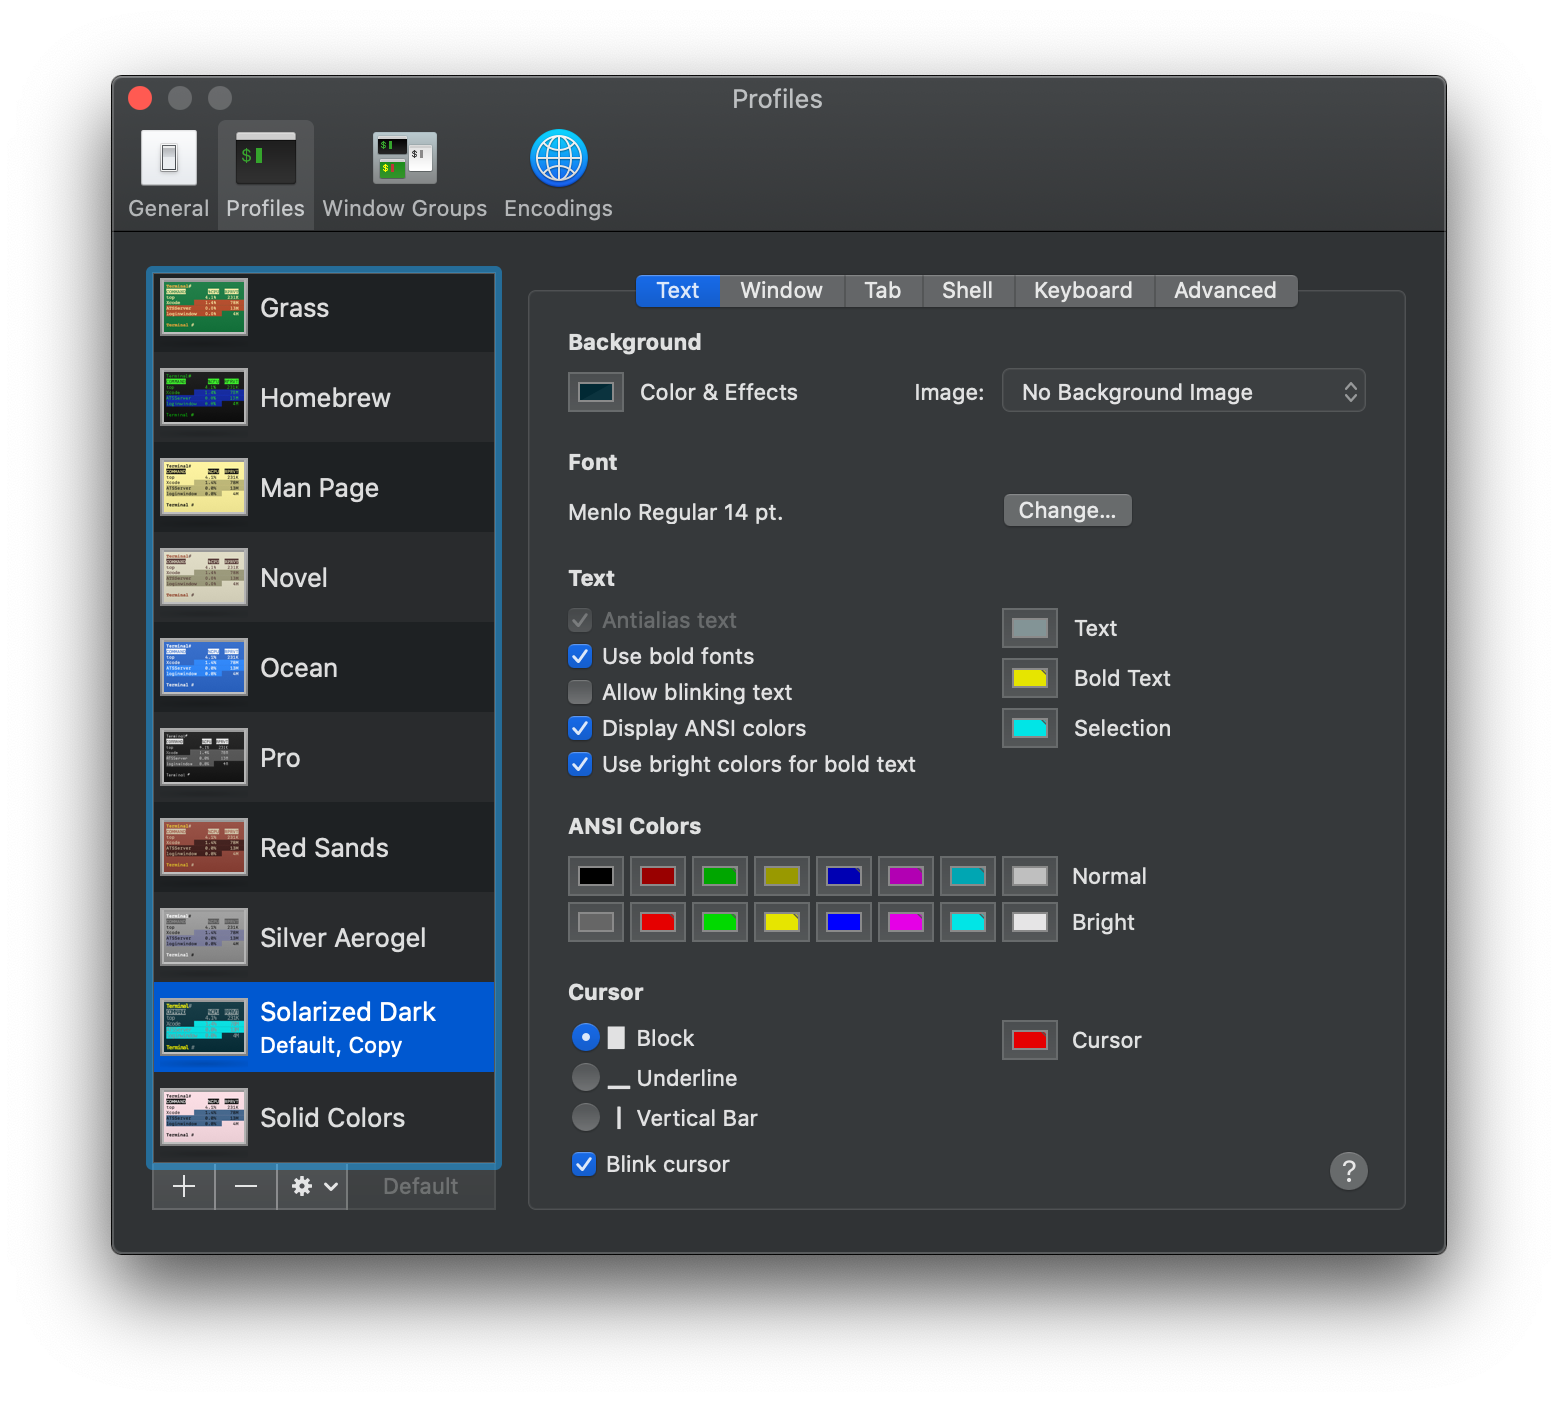 Profiles
General Profiles Window Groups Encodings
Grass
Homebrew
Man Page
Novel
Ocean
Pro
Red Sands
Silver Aerogel
Solarized Dark
Default, Copy
Solid Colors
Default
Text Window Tab Shell Keyboard Advanced
Background
Color & Effects Image: No Background Image
Font
Menlo Regular 14 pt. Change...
Text
Antialias text
Use bold fonts
Allow blinking text
Display ANSI colors
Use bright colors for bold text
Text
Bold Text
Selection
ANSI Colors
Normal
Bright
Cursor
Block
Underline
Vertical Bar
Blink cursor
Cursor
?